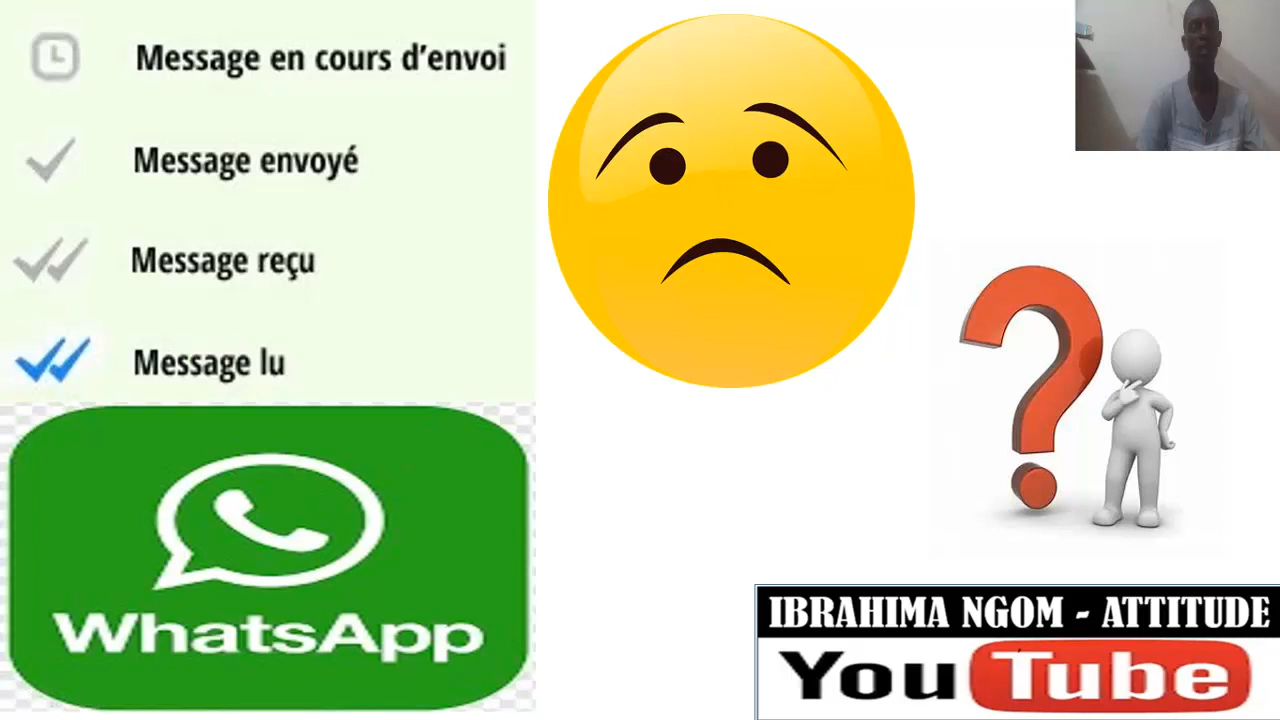 Message en cours d'envoi
Message envoyé
Message reçu
Message lu
WhatsApp
IBRAHIMA NGOM - ATTITUDE
YouTube